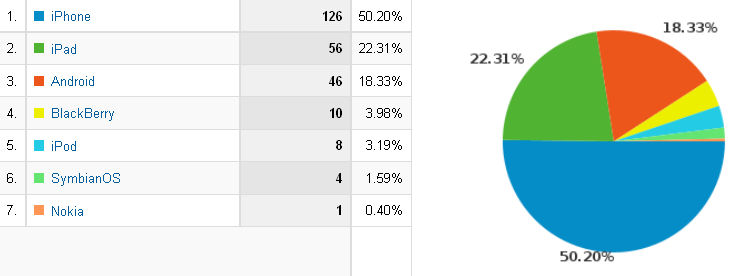 1. iPhone 126 50.20%
2. iPad 56 22.31%
3. Android 46 18.33%
4. BlackBerry 10 3.98%
5. iPod 8 3.19%
6. SymbianOS 4 1.59%
7. Nokia 1 0.40%
18.33%
22.31%
50.20%